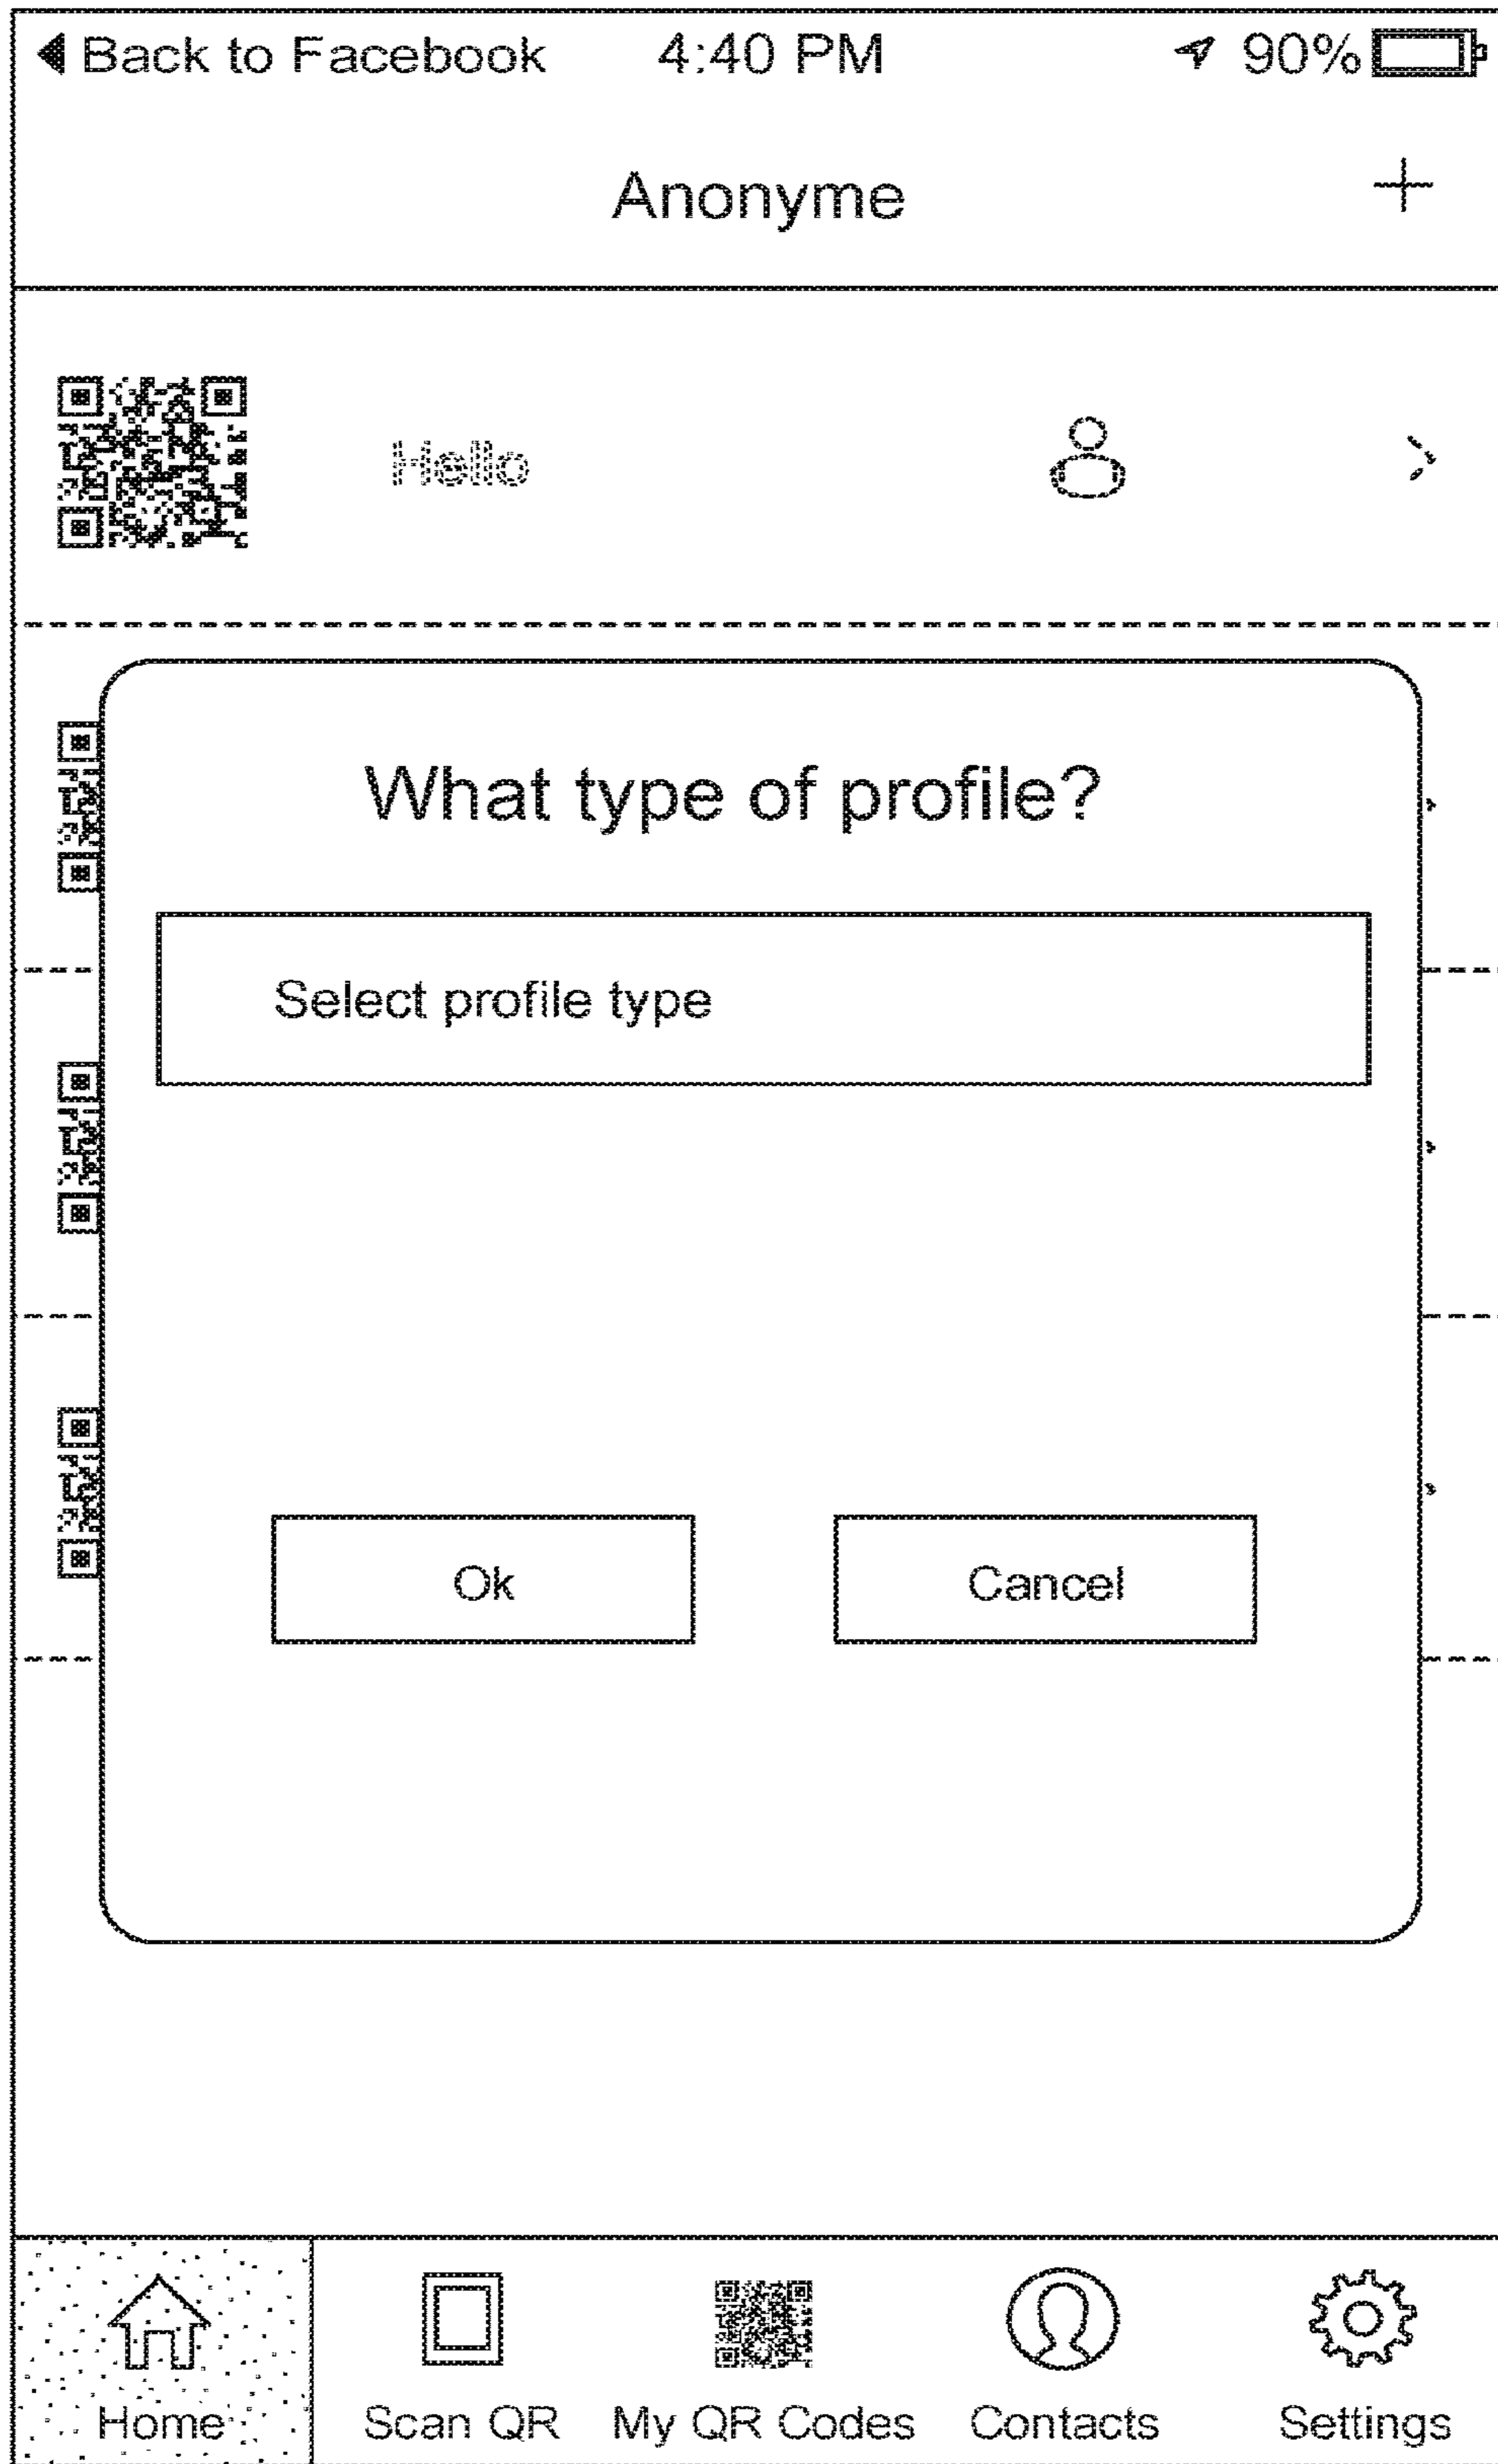 Back to Facebook 4:40 PM 90%
Anonyme +
Hello
What type of profile?
Select profile type
Ok Cancel
Home Scan QR My QR Codes Contacts Settings